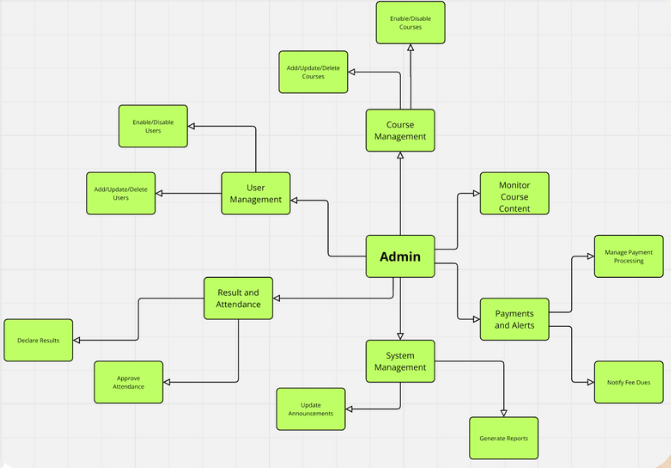 Enable/Disable
Courses
Add/Update/Delete
Courses
Course
Management
Enable/Disable
Users
Add/Update/Delete
Users
User
Management
Monitor
Course
Content
Admin
Manage Payment
Processing
Result and
Attendance
Payments
and Alerts
Declare Results
System
Management
Approve
Attendance
Notify Fee Dues
Update
Announcements
Generate Reports